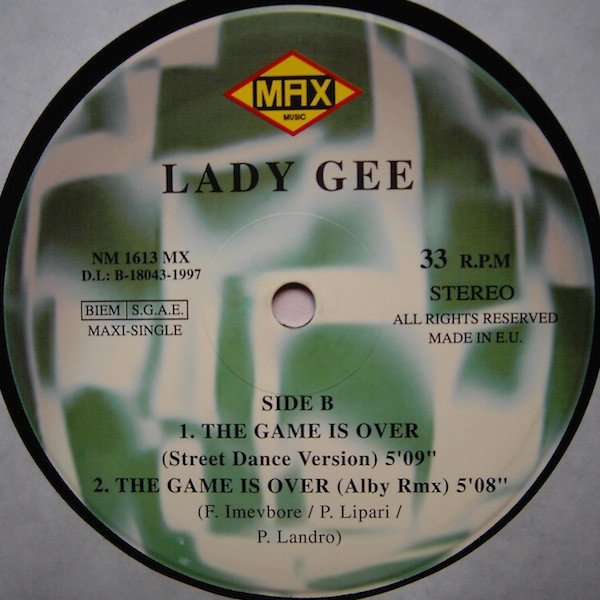 MAX
MUSIC
LADY GEE
NM 1613 MX
D.L: B-18043-1997
BIEM S.G.A.E.
MAXI-SINGLE
33 R.P.M
STEREO
ALL RIGHTS RESERVED
MADE IN E.U.
SIDE B
1. THE GAME IS OVER
(Street Dance Version) 5'09"
2. THE GAME IS OVER (Alby Rmx) 5'08"
(F. Imevbore / P. Lipari /
P. Landro)